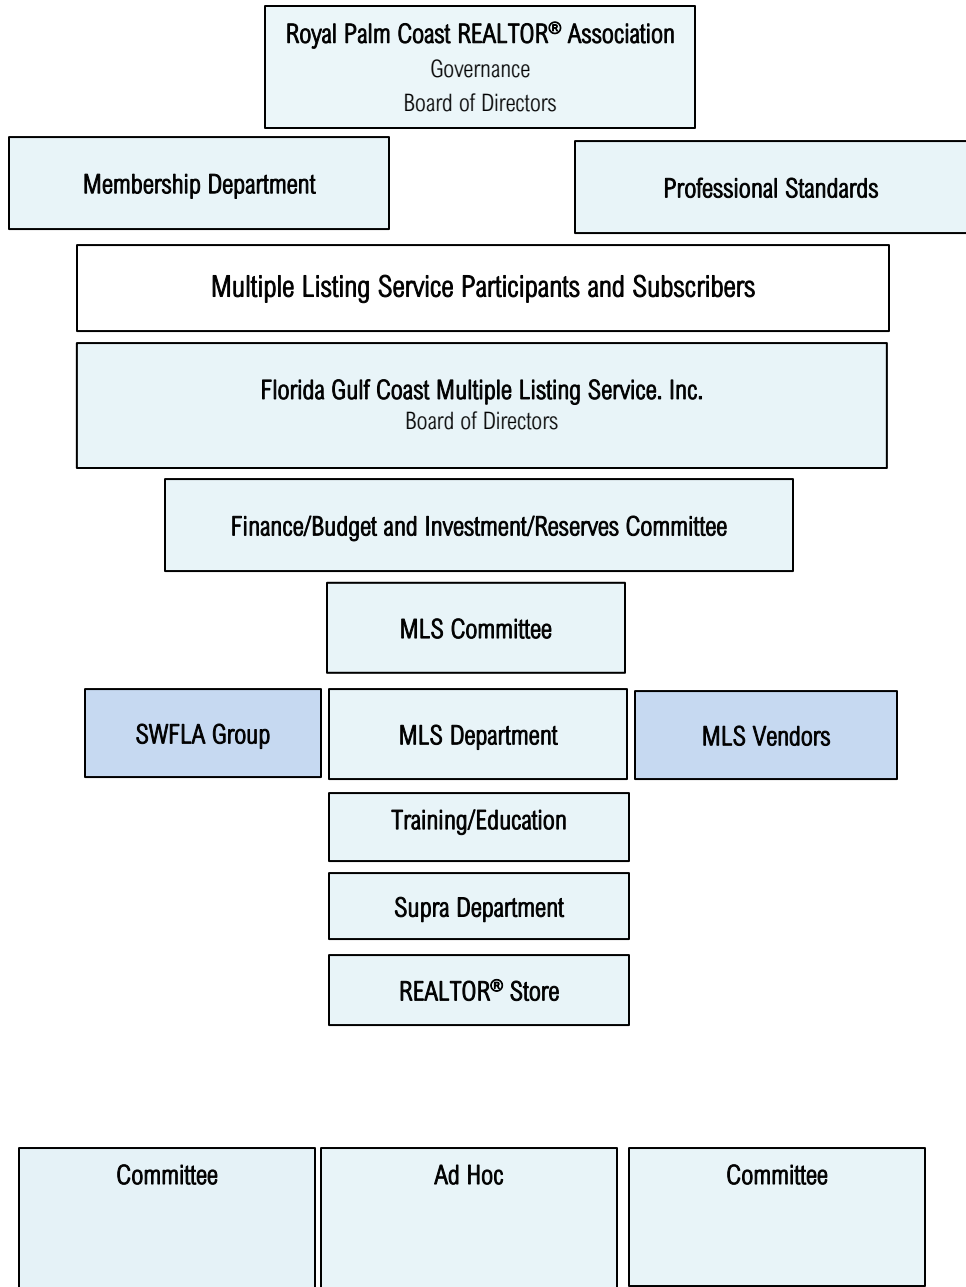 Royal Palm Coast REALTOR® Association
Governance
Board of Directors
Membership Department
Professional Standards
Multiple Listing Service Participants and Subscribers
Florida Gulf Coast Multiple Listing Service. Inc.
Board of Directors
Finance/Budget and Investment/Reserves Committee
MLS Committee
SWFLA Group
MLS Department
MLS Vendors
Training/Education
Supra Department
REALTOR® Store
Committee
Ad Hoc
Committee